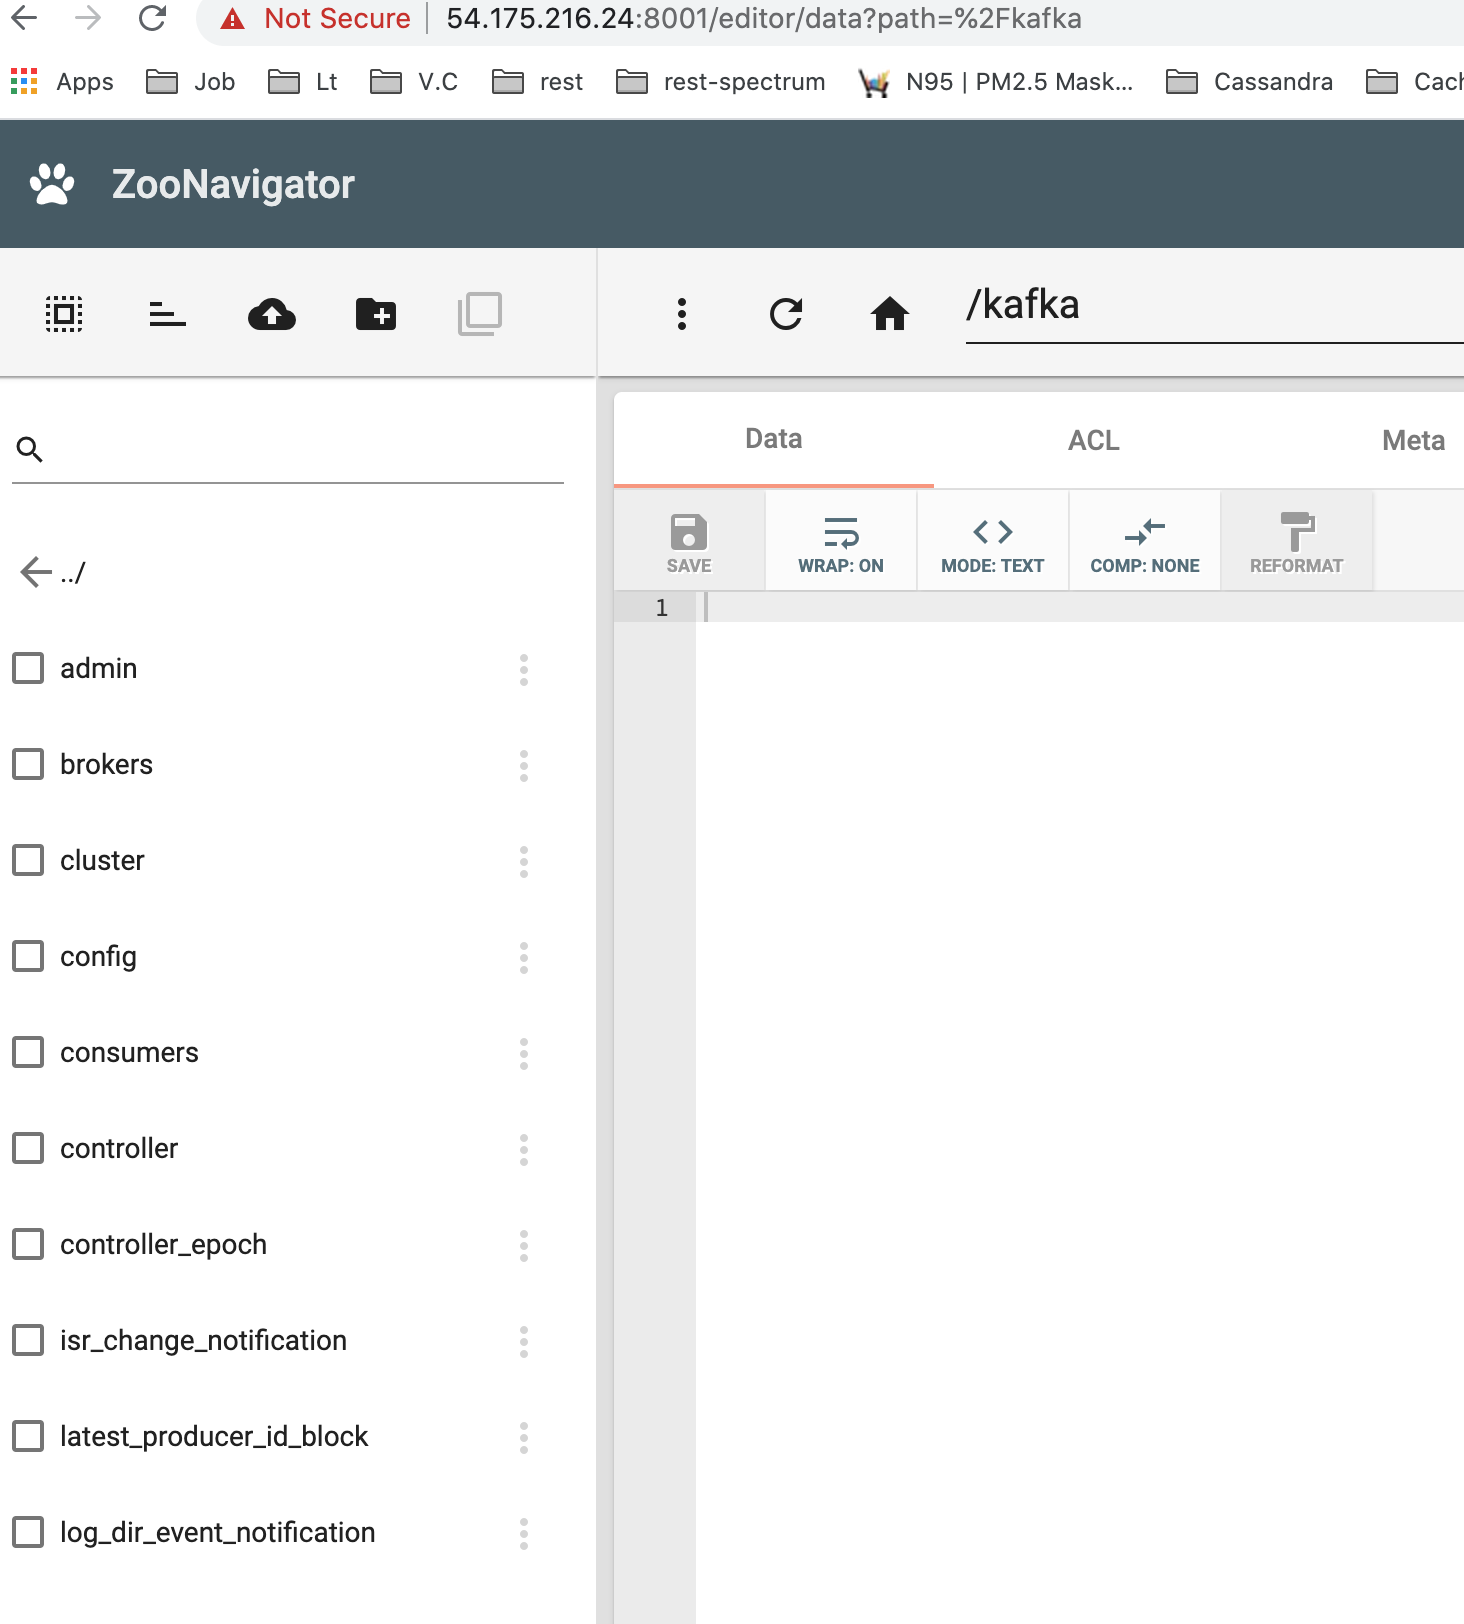 Not Secure | 54.175.216.24:8001/editor/data?path=%2Fkafka
Apps Job Lt V.C rest rest-spectrum N95 | PM2.5 Mask... Cassandra Cach
ZooNavigator
/kafka
Data ACL Meta
SAVE WRAP: ON MODE: TEXT COMP: NONE REFORMAT
1
../
admin
brokers
cluster
config
consumers
controller
controller_epoch
isr_change_notification
latest_producer_id_block
log_dir_event_notification